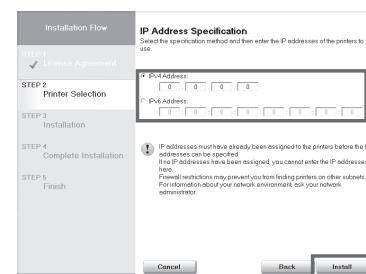 Installation Flow
STEP 1
License Agreement
STEP 2
Printer Selection
STEP 3
Installation
STEP 4
Complete Installation
STEP 5
Finish
IP Address Specification
Select the specification method and then enter the IP addresses of the printers to
use.
IPv4 Address:
0 . 0 . 0 . 0
IPv6 Address:
0 : 0 : 0 : 0 : 0 : 0 : 0 : 0
IP addresses must have already been assigned to the printers before the
addresses can be specified.
If no IP addresses have been assigned, you cannot enter the IP addresses
here.
Firewall restrictions may prevent you from finding printers on other subnets.
For information about your network environment, ask your network
administrator.
Cancel
Back
Install